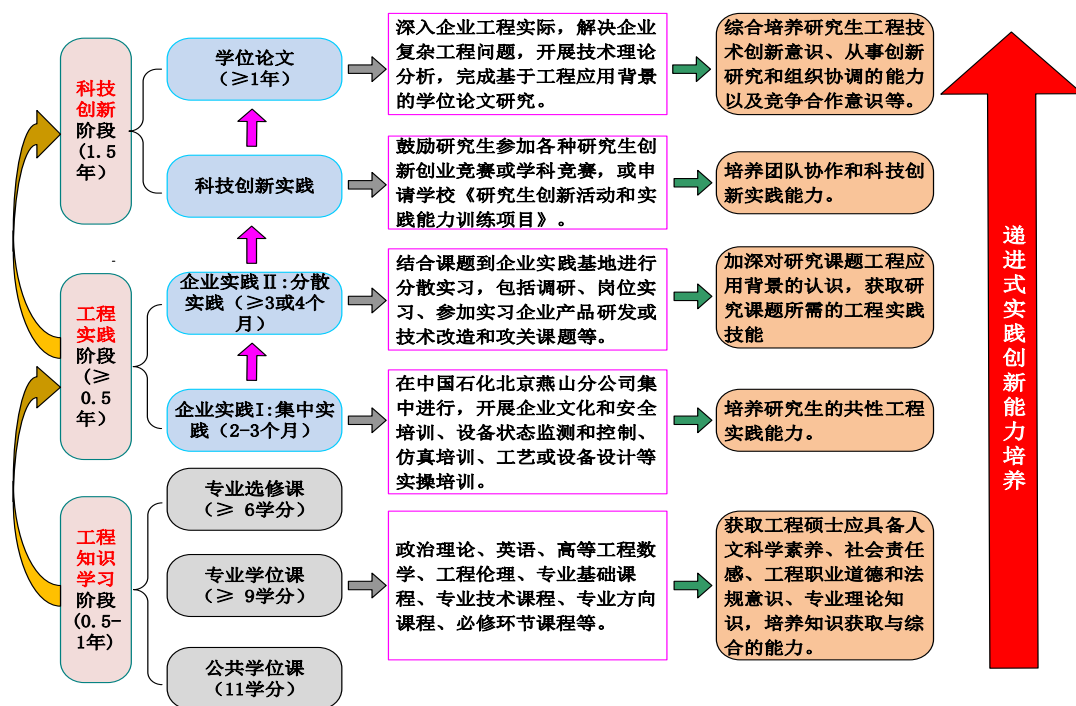 科技
创新
阶段
(1.5
年)
学位论文
(≥1年)
深入企业工程实际，解决企业
复杂工程问题，开展技术理论
分析，完成基于工程应用背景
的学位论文研究。
综合培养研究生工程技
术创新意识、从事创新
研究和组织协调的能力
以及竞争合作意识等。
科技创新实践
鼓励研究生参加各种研究生创
新创业竞赛或学科竞赛，或申
请学校《研究生创新活动和实
践能力训练项目》。
培养团队协作和科技创
新实践能力。
工程
实践
阶段
(≥
0.5
年)
企业实践Ⅱ:分散
实践（≥3或4个
月）
结合课题到企业实践基地进行
分散实习，包括调研、岗位实
习、参加实习企业产品研发或
技术改造和攻关课题等。
加深对研究课题工程应
用背景的认识，获取研
究课题所需的工程实践
技能
企业实践I:集中实
践（2-3个月）
在中国石化北京燕山分公司集
中进行，开展企业文化和安全
培训、设备状态监测和控制、
仿真培训、工艺或设备设计等
实操培训。
培养研究生的共性工程
实践能力。
工程
知识
学习
阶段
(0.5-
1年)
专业选修课
（≥ 6学分）
专业学位课
（≥ 9学分）
公共学位课
（11学分）
政治理论、英语、高等工程数
学、工程伦理、专业基础课
程、专业技术课程、专业方向
课程、必修环节课程等。
获取工程硕士应具备人
文科学素养、社会责任
感、工程职业道德和法
规意识、专业理论知
识，培养知识获取与综
合的能力。
递进式实践创新能力培养